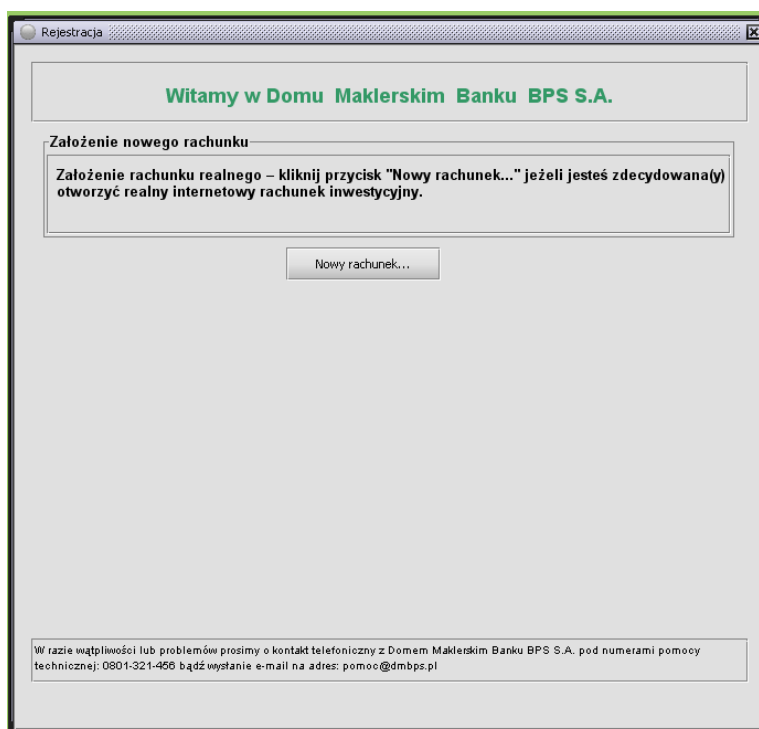 Rejestracja
Witamy w Domu Maklerskim Banku BPS S.A.
Założenie nowego rachunku
Założenie rachunku realnego – kliknij przycisk "Nowy rachunek..." jeżeli jesteś zdecydowana(y)
otworzyć realny internetowy rachunek inwestycyjny.
Nowy rachunek...
W razie wątpliwości lub problemów prosimy o kontakt telefoniczny z Domem Maklerskim Banku BPS S.A. pod numerami pomocy
technicznej: 0801-321-456 bądź wysłanie e-mail na adres: pomoc@dmbps.pl